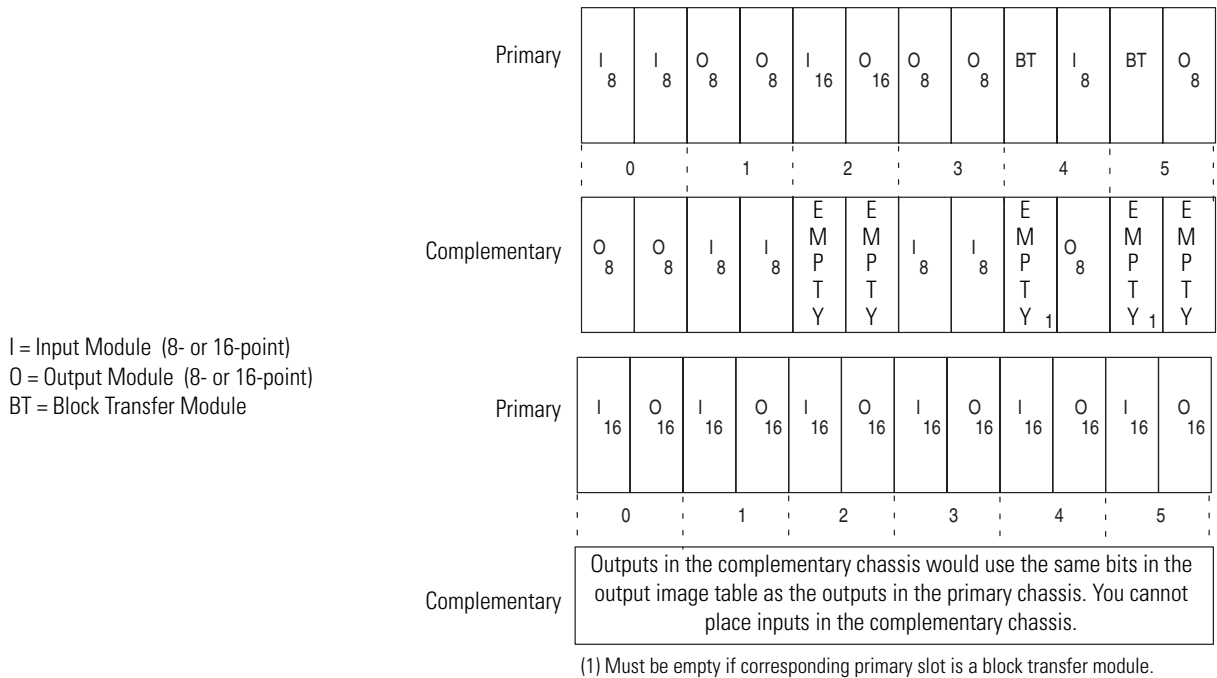 Primary
I 8 I 8 O 8 O 8 I 16 O 16 O 8 O 8 BT I 8 BT O 8
0 1 2 3 4 5
Complementary
O 8 O 8 I 8 I 8 EMPTY EMPTY I 8 I 8 EMPTY 1 O 8 EMPTY 1 EMPTY
I = Input Module (8- or 16-point)
O = Output Module (8- or 16-point)
BT = Block Transfer Module
Primary
I 16 O 16 I 16 O 16 I 16 O 16 I 16 O 16 I 16 O 16 I 16 O 16
0 1 2 3 4 5
Complementary
Outputs in the complementary chassis would use the same bits in the
output image table as the outputs in the primary chassis. You cannot
place inputs in the complementary chassis.
(1) Must be empty if corresponding primary slot is a block transfer module.